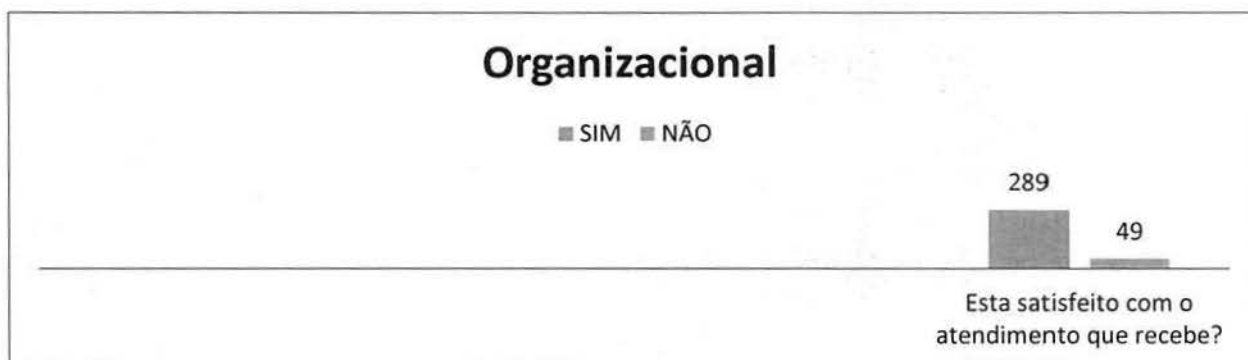 Organizacional
SIM NÃO
289
49
Esta satisfeito com o
atendimento que recebe?